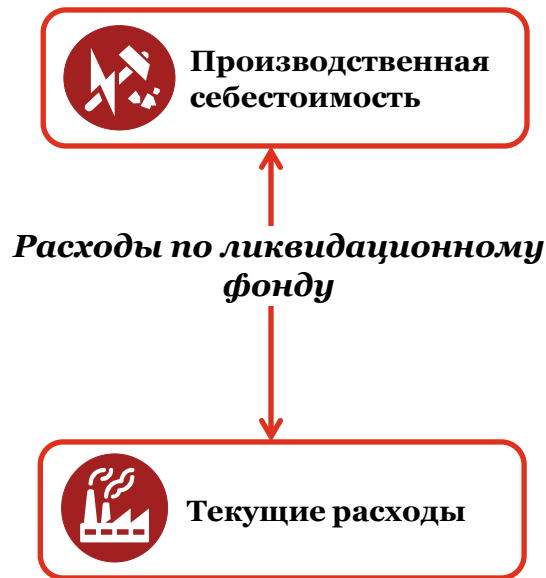 Производственная
себестоимость
Расходы по ликвидационному
фонду
Текущие расходы